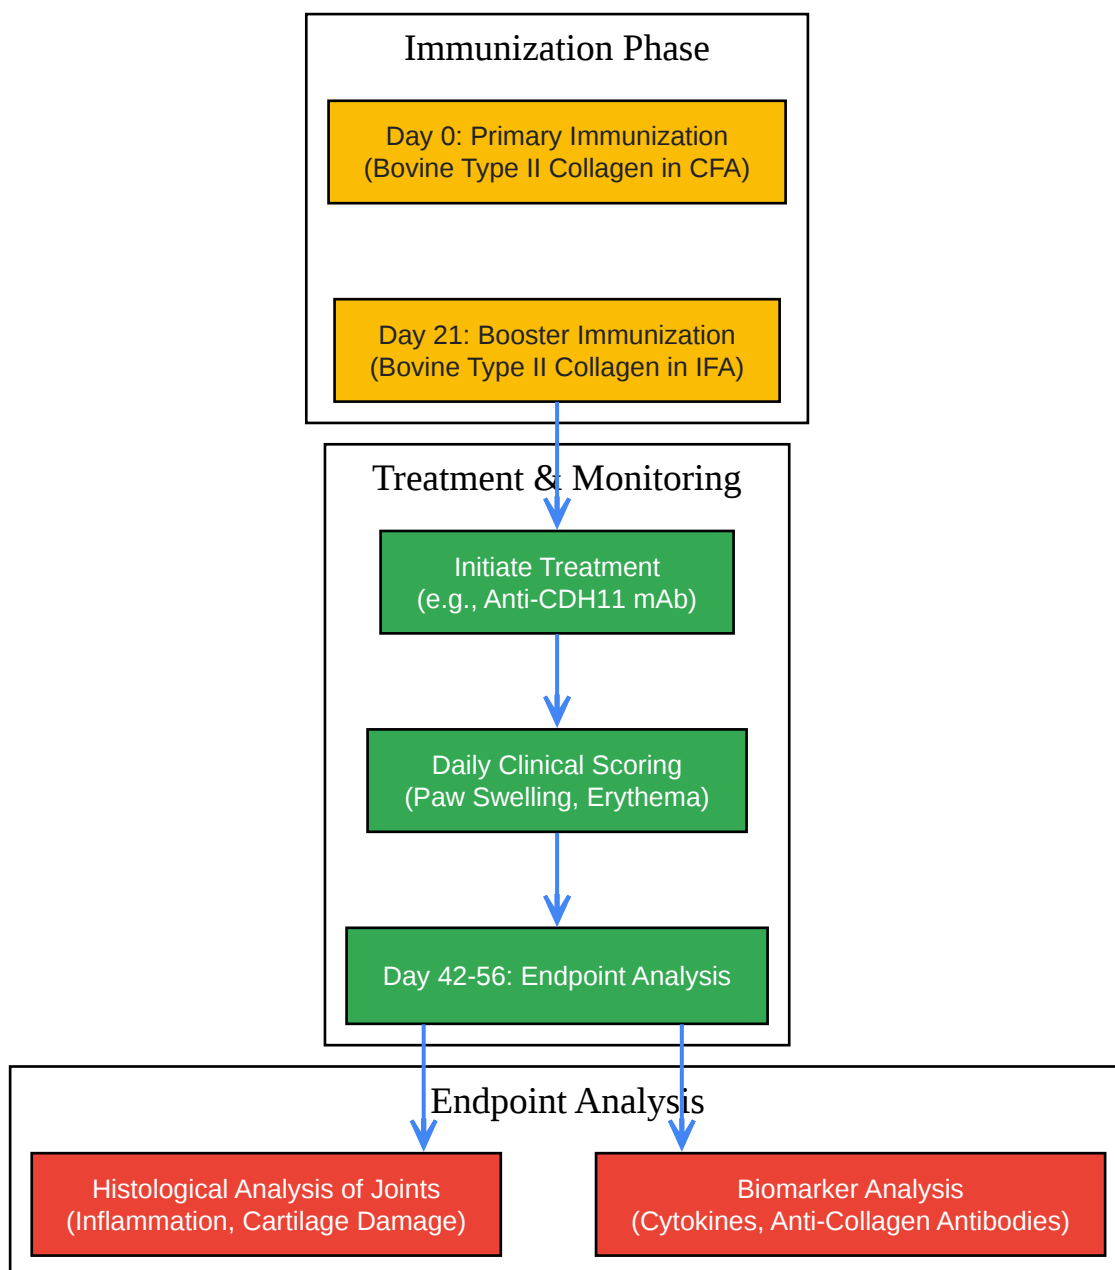 Immunization Phase
Day 0: Primary Immunization
(Bovine Type II Collagen in CFA)
Day 21: Booster Immunization
(Bovine Type II Collagen in IFA)
Treatment & Monitoring
Initiate Treatment
(e.g., Anti-CDH11 mAb)
Daily Clinical Scoring
(Paw Swelling, Erythema)
Day 42-56: Endpoint Analysis
Endpoint Analysis
Histological Analysis of Joints
(Inflammation, Cartilage Damage)
Biomarker Analysis
(Cytokines, Anti-Collagen Antibodies)